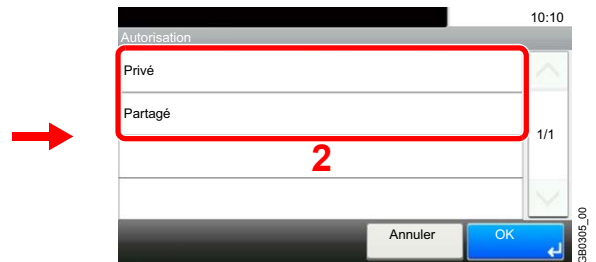 10:10
Autorisation
Privé
Partagé
1/1
2
Annuler OK
GB0305_00